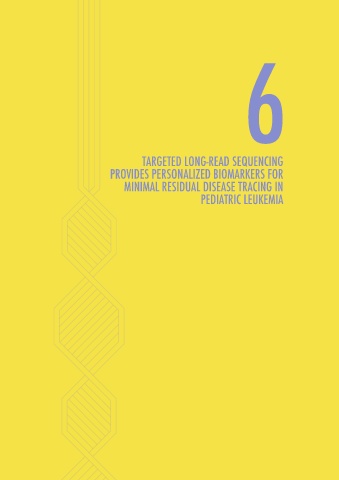 6
TARGETED LONG-READ SEQUENCING
PROVIDES PERSONALIZED BIOMARKERS FOR
MINIMAL RESIDUAL DISEASE TRACING IN
PEDIATRIC LEUKEMIA